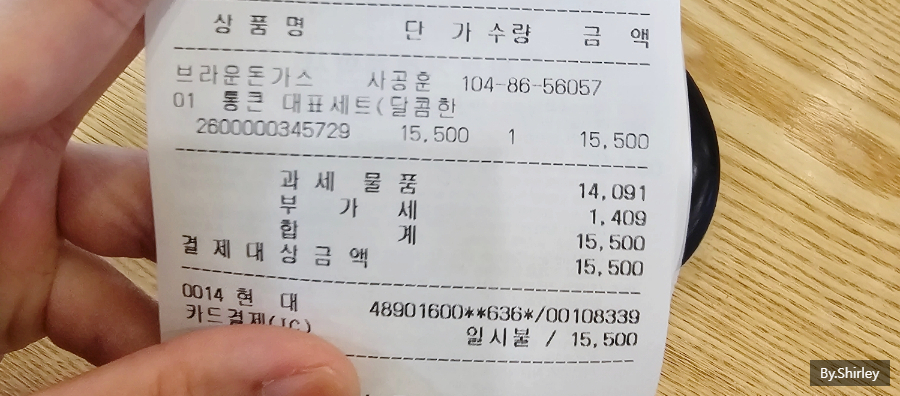 상 품 명 단 가 수량 금 액
브라운돈가스 사공훈 104-86-56057
01 통큰 대표세트(달콤한
2600000345729 15,500 1 15,500
과 세 물 품 14,091
부 가 세 1,409
합 계 15,500
결 제 대 상 금 액 15,500
0014 현 대 48901600**636*/00108339
카드결제(IC) 일시불 / 15,500
By.Shirley